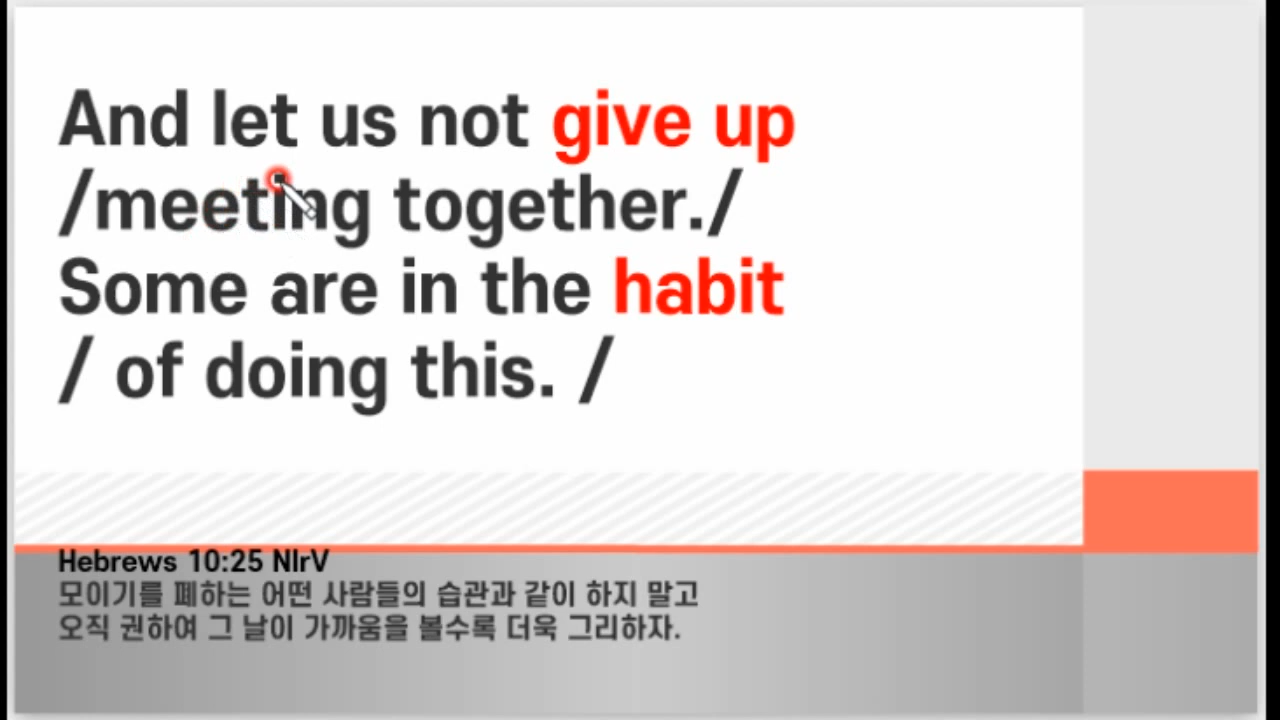 And let us not give up
/meeting together./
Some are in the habit
/ of doing this. /
Hebrews 10:25 NIrV
모이기를 폐하는 어떤 사람들의 습관과 같이 하지 말고
오직 권하여 그 날이 가까움을 볼수록 더욱 그리하자.